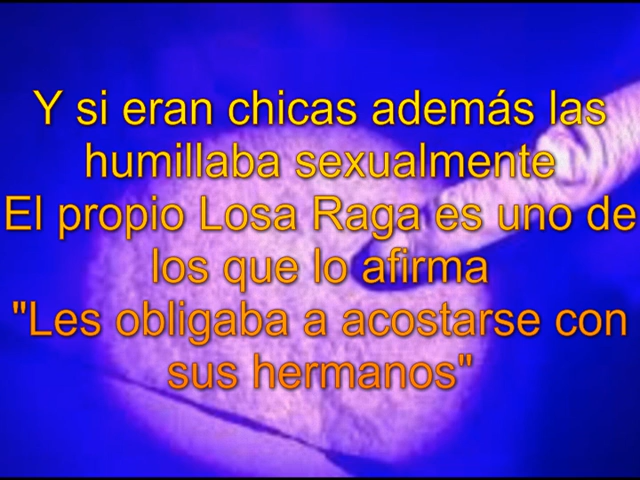 Y si eran chicas además las
humillaba sexualmente
El propio Losa Raga es uno de
los que lo afirma
"Les obligaba a acostarse con
sus hermanos"